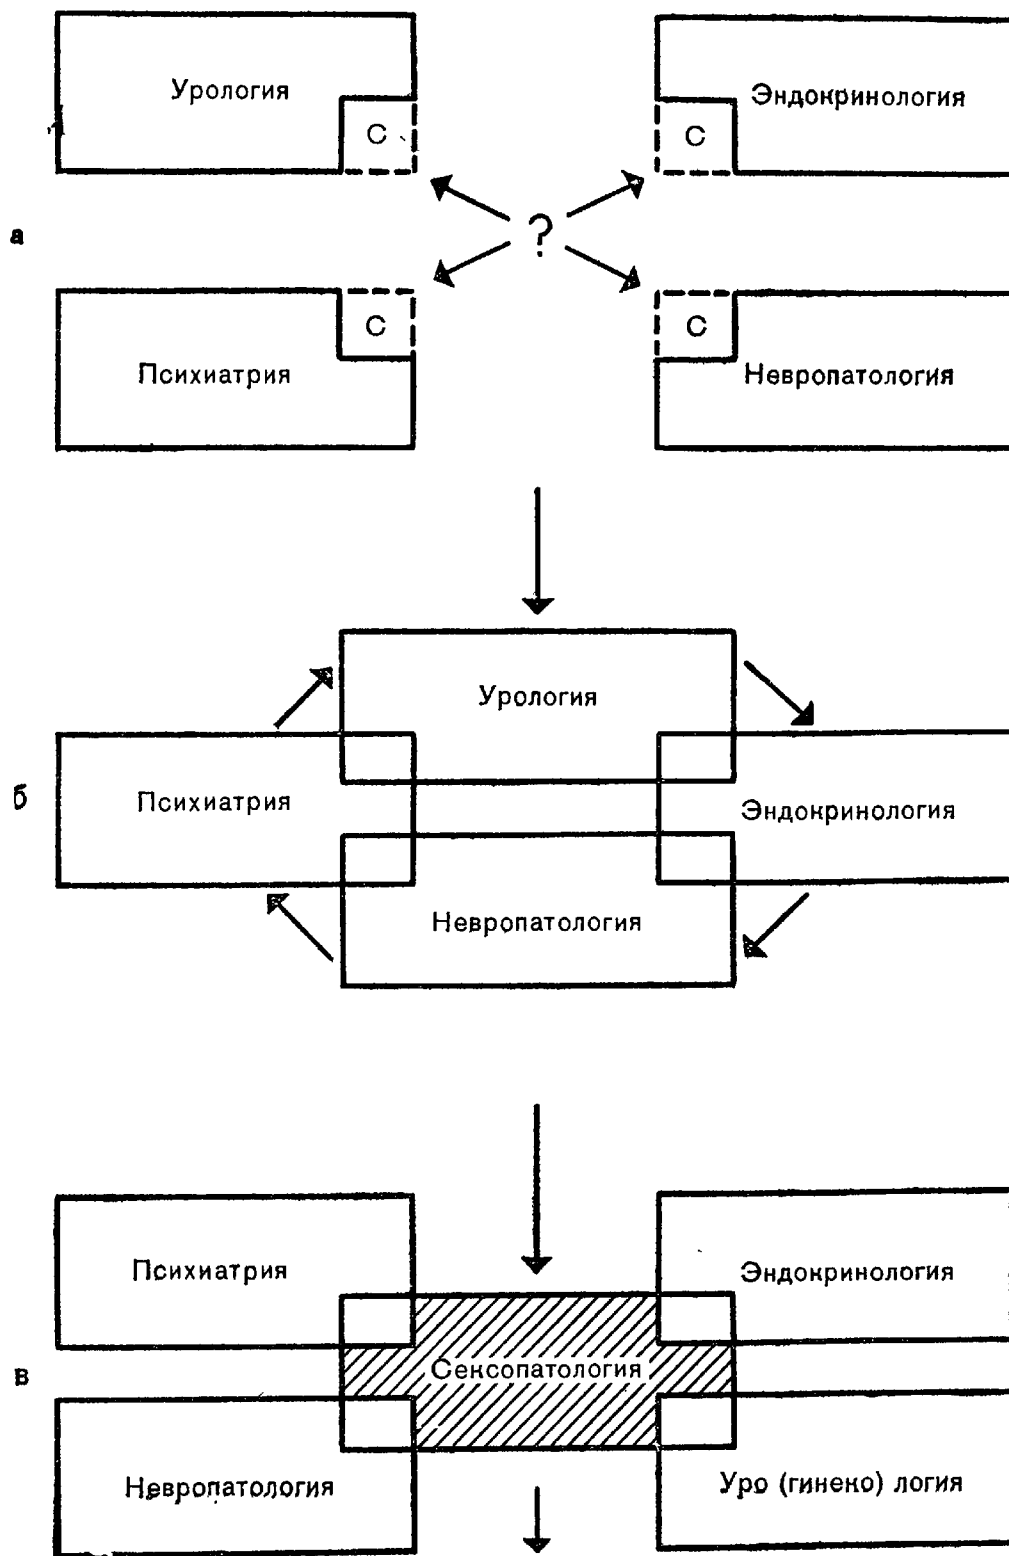 Урология
Эндокринология
С
С
?
а
С
С
Психиатрия
Невропатология
Урология
б
Психиатрия
Эндокринология
Невропатология
Психиатрия
Эндокринология
Сексопатология
в
Невропатология
Уро (гинеко) логия